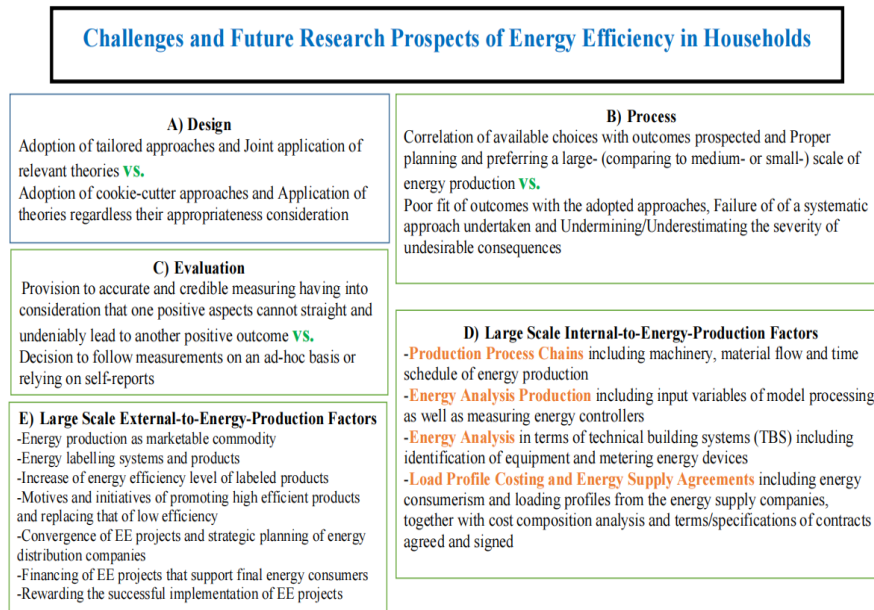 Challenges and Future Research Prospects of Energy Efficiency in Households
A) Design
Adoption of tailored approaches and Joint application of
relevant theories vs.
Adoption of cookie-cutter approaches and Application of
theories regardless their appropriateness consideration
B) Process
Correlation of available choices with outcomes prospected and Proper
planning and preferring a large- (comparing to medium- or small-) scale of
energy production vs.
Poor fit of outcomes with the adopted approaches, Failure of of a systematic
approach undertaken and Undermining/Underestimating the severity of
undesirable consequences
C) Evaluation
Provision to accurate and credible measuring having into
consideration that one positive aspects cannot straight and
undeniably lead to another positive outcome vs.
Decision to follow measurements on an ad-hoc basis or
relying on self-reports
D) Large Scale Internal-to-Energy-Production Factors
-Production Process Chains including machinery, material flow and time
schedule of energy production
-Energy Analysis Production including input variables of model processing
as well as measuring energy controllers
-Energy Analysis in terms of technical building systems (TBS) including
identification of equipment and metering energy devices
-Load Profile Costing and Energy Supply Agreements including energy
consumerism and loading profiles from the energy supply companies,
together with cost composition analysis and terms/specifications of contracts
agreed and signed
E) Large Scale External-to-Energy-Production Factors
-Energy production as marketable commodity
-Energy labelling systems and products
-Increase of energy efficiency level of labeled products
-Motives and initiatives of promoting high efficient products
and replacing that of low efficiency
-Convergence of EE projects and strategic planning of energy
distribution companies
-Financing of EE projects that support final energy consumers
-Rewarding the successful implementation of EE projects